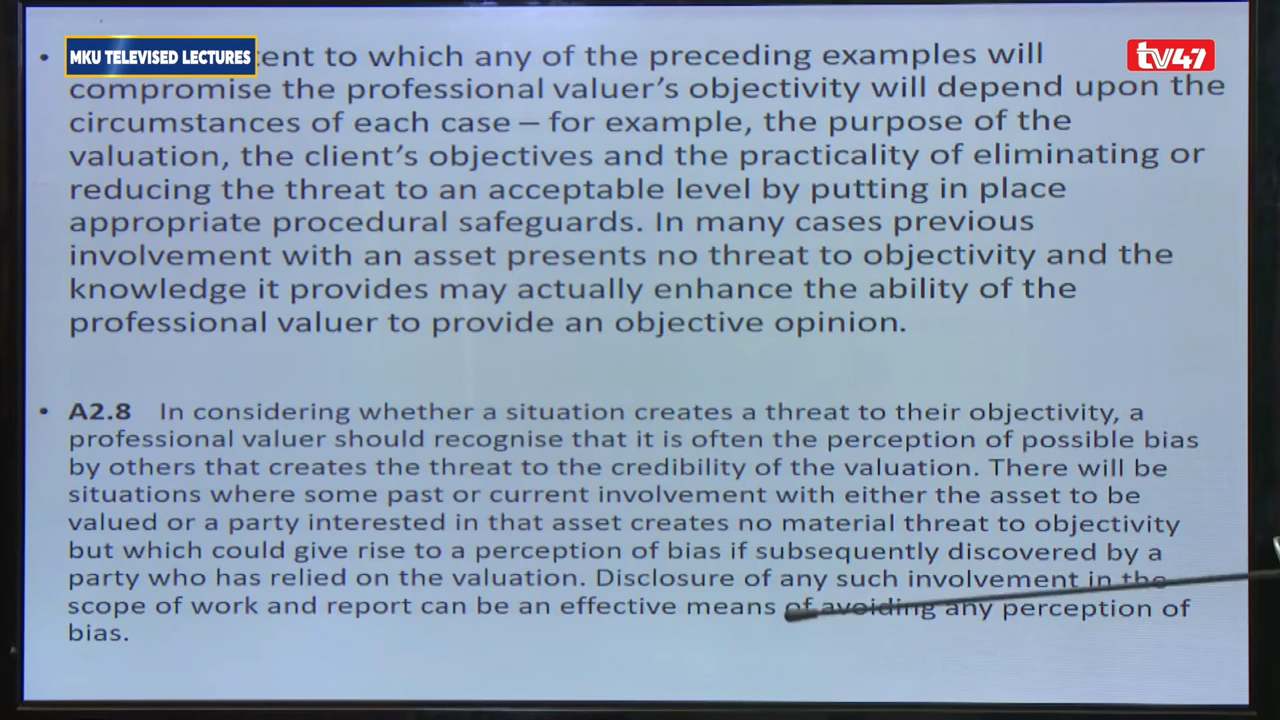 MKU TELEVISED LECTURES
tv47
• tent to which any of the preceding examples will
compromise the professional valuer's objectivity will depend upon the
circumstances of each case – for example, the purpose of the
valuation, the client's objectives and the practicality of eliminating or
reducing the threat to an acceptable level by putting in place
appropriate procedural safeguards. In many cases previous
involvement with an asset presents no threat to objectivity and the
knowledge it provides may actually enhance the ability of the
professional valuer to provide an objective opinion.
• A2.8 In considering whether a situation creates a threat to their objectivity, a
professional valuer should recognise that it is often the perception of possible bias
by others that creates the threat to the credibility of the valuation. There will be
situations where some past or current involvement with either the asset to be
valued or a party interested in that asset creates no material threat to objectivity
but which could give rise to a perception of bias if subsequently discovered by a
party who has relied on the valuation. Disclosure of any such involvement in the
scope of work and report can be an effective means of avoiding any perception of
bias.